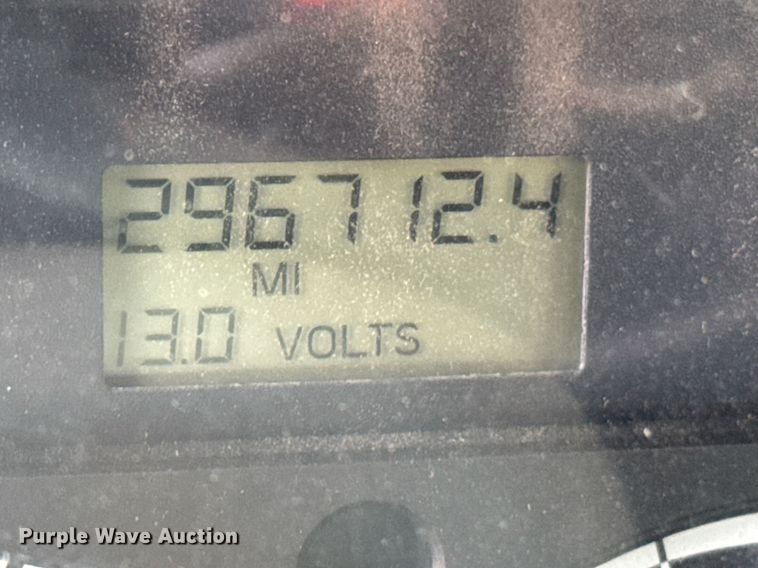 296712.4
MI
13.0 VOLTS
Purple Wave Auction